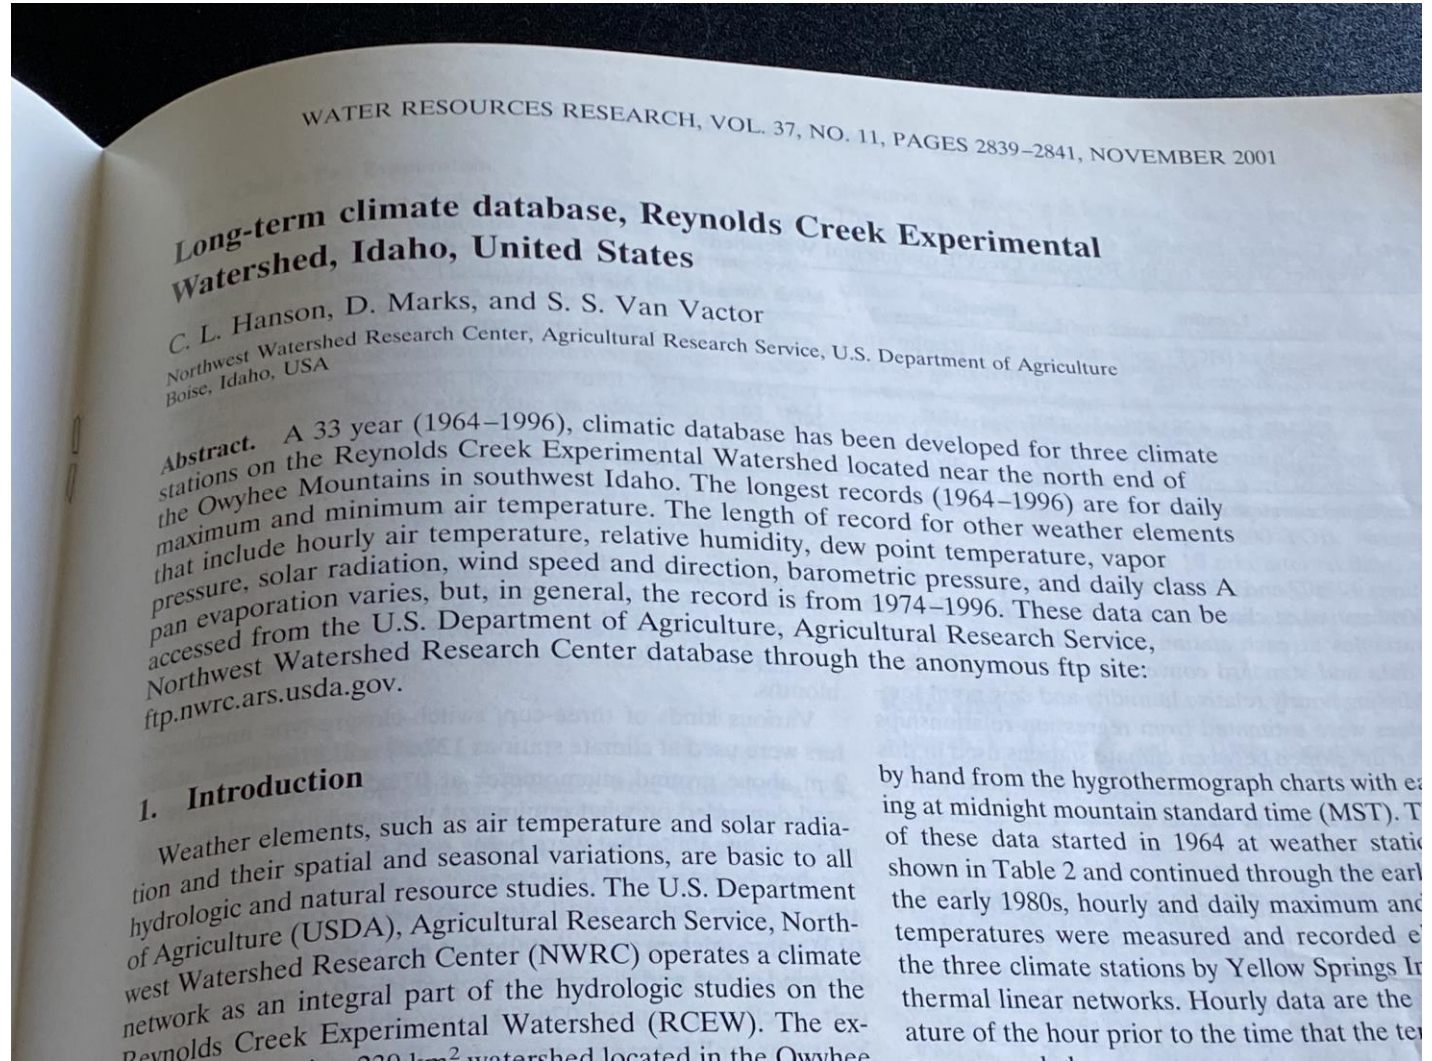 WATER RESOURCES RESEARCH, VOL. 37, NO. 11, PAGES 2839–2841, NOVEMBER 2001
Long-term climate database, Reynolds Creek Experimental
Watershed, Idaho, United States
C. L. Hanson, D. Marks, and S. S. Van Vactor
Northwest Watershed Research Center, Agricultural Research Service, U.S. Department of Agriculture
Boise, Idaho, USA
Abstract. A 33 year (1964–1996), climatic database has been developed for three climate
stations on the Reynolds Creek Experimental Watershed located near the north end of
the Owyhee Mountains in southwest Idaho. The longest records (1964–1996) are for daily
maximum and minimum air temperature. The length of record for other weather elements
that include hourly air temperature, relative humidity, dew point temperature, vapor
pressure, solar radiation, wind speed and direction, barometric pressure, and daily class A
pan evaporation varies, but, in general, the record is from 1974–1996. These data can be
accessed from the U.S. Department of Agriculture, Agricultural Research Service,
Northwest Watershed Research Center database through the anonymous ftp site:
ftp.nwrc.ars.usda.gov.
1. Introduction
Weather elements, such as air temperature and solar radia-
tion and their spatial and seasonal variations, are basic to all
hydrologic and natural resource studies. The U.S. Department
of Agriculture (USDA), Agricultural Research Service, North-
west Watershed Research Center (NWRC) operates a climate
network as an integral part of the hydrologic studies on the
Reynolds Creek Experimental Watershed (RCEW). The ex-
km2 watershed located in the Owyhee
by hand from the hygrothermograph charts with
ing at midnight mountain standard time (MST).
of these data started in 1964 at weather
shown in Table 2 and continued through the
the early 1980s, hourly and daily maximum
temperatures were measured and recorded
the three climate stations by Yellow Springs
thermal linear networks. Hourly data are the
ature of the hour prior to the time that the